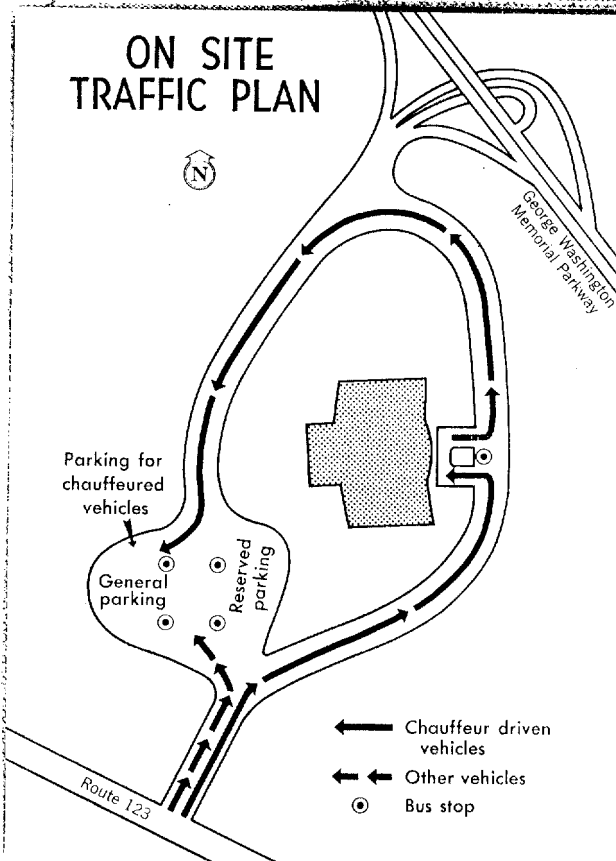 ON SITE
TRAFFIC PLAN
N
George Washington
Memorial Parkway
Parking for
chauffeured
vehicles
General
parking
Reserved
parking
Chauffeur driven
vehicles
Other vehicles
Bus stop
Route 123